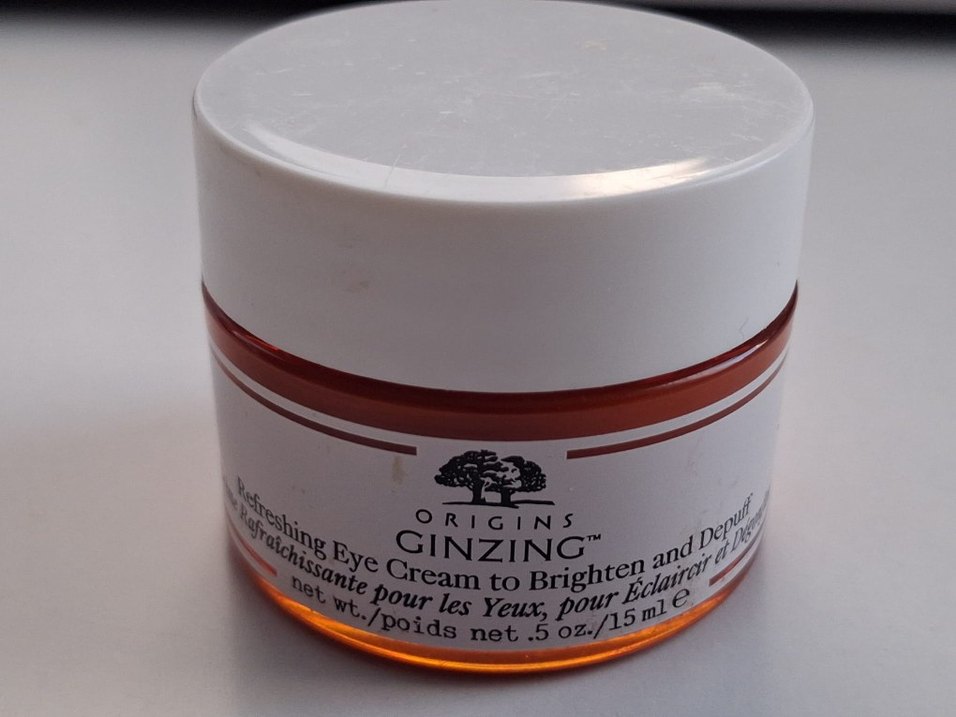 ORIGINS
GINZING™
Refreshing Eye Cream to Brighten and Depuff
Rafraîchissante pour les Yeux, pour Éclaircir et
net wt./poids net .5 oz./15 ml e